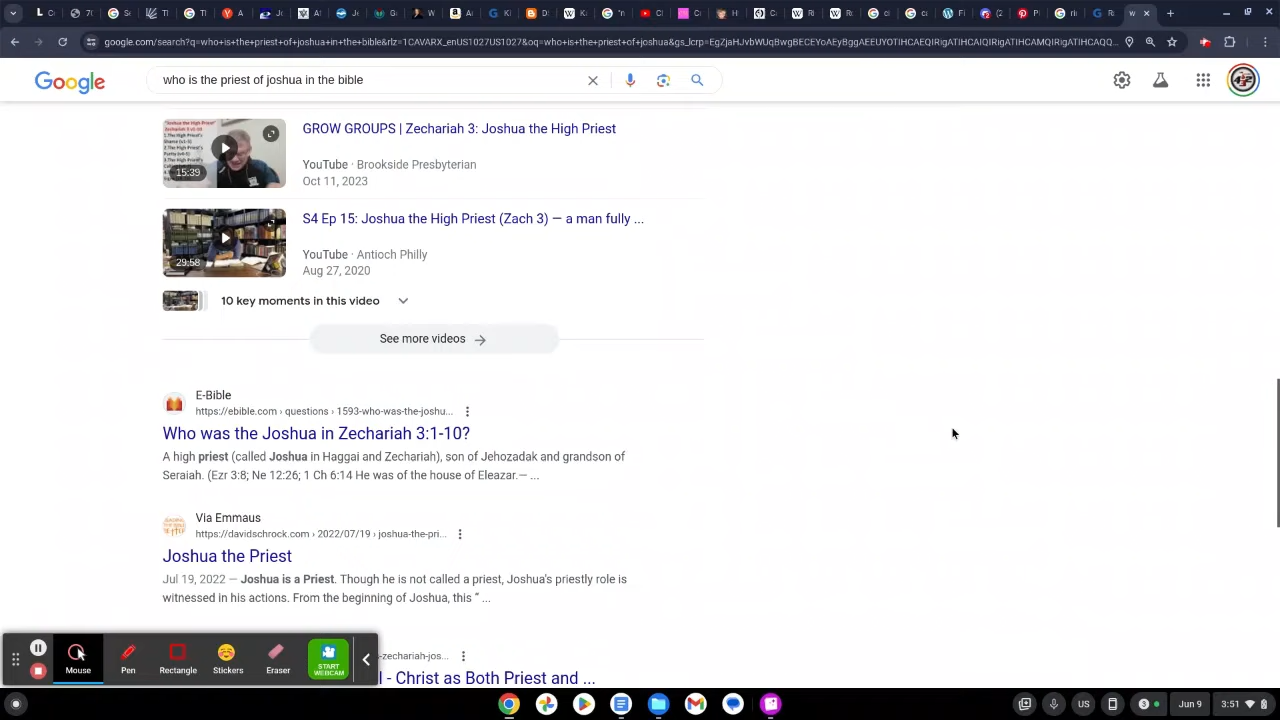 google.com/search?q=who+is+the+priest+of+joshua+in+the+bible&rlz=1CAVARX_enUS1027US1027&oq=who+is+the+priest+of+joshua&gs_lcrp=EgZjaHJvbWUqBwgBECEYoAEyBggAEEUYOTIHCAEQIRigATIHCAIQIRigATIHCAMQIRigATIHCAQQ...
Google
who is the priest of joshua in the bible
GROW GROUPS | Zechariah 3: Joshua the High Priest
YouTube · Brookside Presbyterian
Oct 11, 2023
15:39
S4 Ep 15: Joshua the High Priest (Zach 3) — a man fully ...
YouTube · Antioch Philly
Aug 27, 2020
29:58
10 key moments in this video
See more videos
E-Bible
https://ebible.com › questions › 1593-who-was-the-joshu...
Who was the Joshua in Zechariah 3:1-10?
A high priest (called Joshua in Haggai and Zechariah), son of Jehozadak and grandson of
Seraiah. (Ezr 3:8; Ne 12:26; 1 Ch 6:14 He was of the house of Eleazar.— ...
Via Emmaus
https://davidschrock.com › 2022/07/19 › joshua-the-pri...
Joshua the Priest
Jul 19, 2022 — Joshua is a Priest. Though he is not called a priest, Joshua's priestly role is
witnessed in his actions. From the beginning of Joshua, this “ ...
-zechariah-jos...
l - Christ as Both Priest and ...
Mouse
Pen
Rectangle
Stickers
Eraser
START
WEBCAM
US
3
Jun 9
3:51